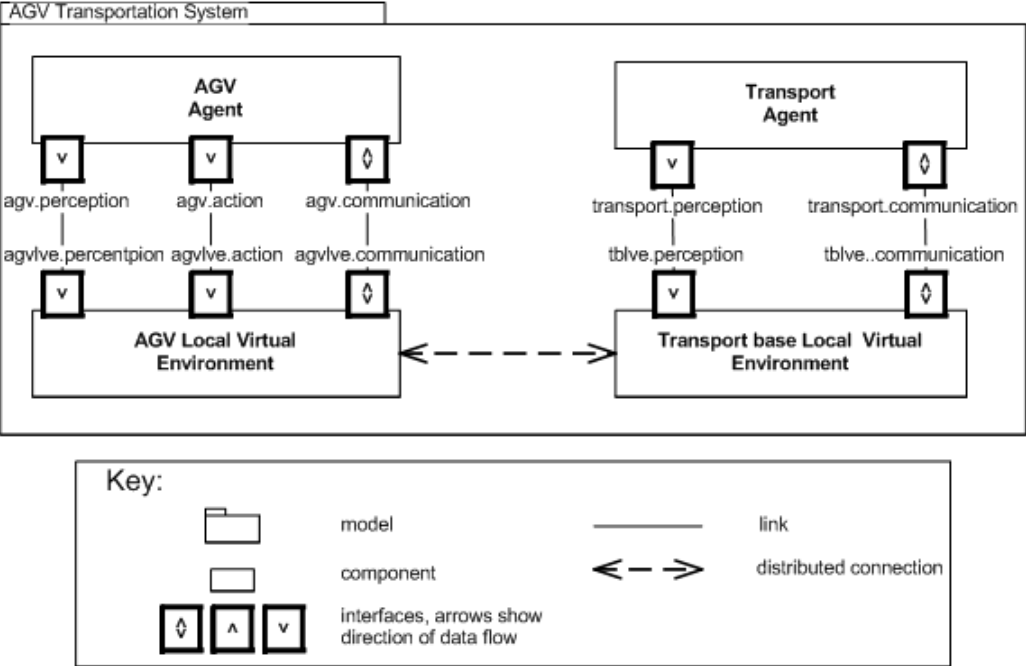 AGV Transportation System
AGV
Agent
Transport
Agent
v
v
agv.perception
agv.action
agv.communication
v
transport.perception
transport.communication
agvlve.percentpion
agvlve.action
agvlve.communication
tblve.perception
tblve..communication
v
v
v
AGV Local Virtual
Environment
Transport base Local Virtual
Environment
Key:
model
link
component
distributed connection
interfaces, arrows show
direction of data flow